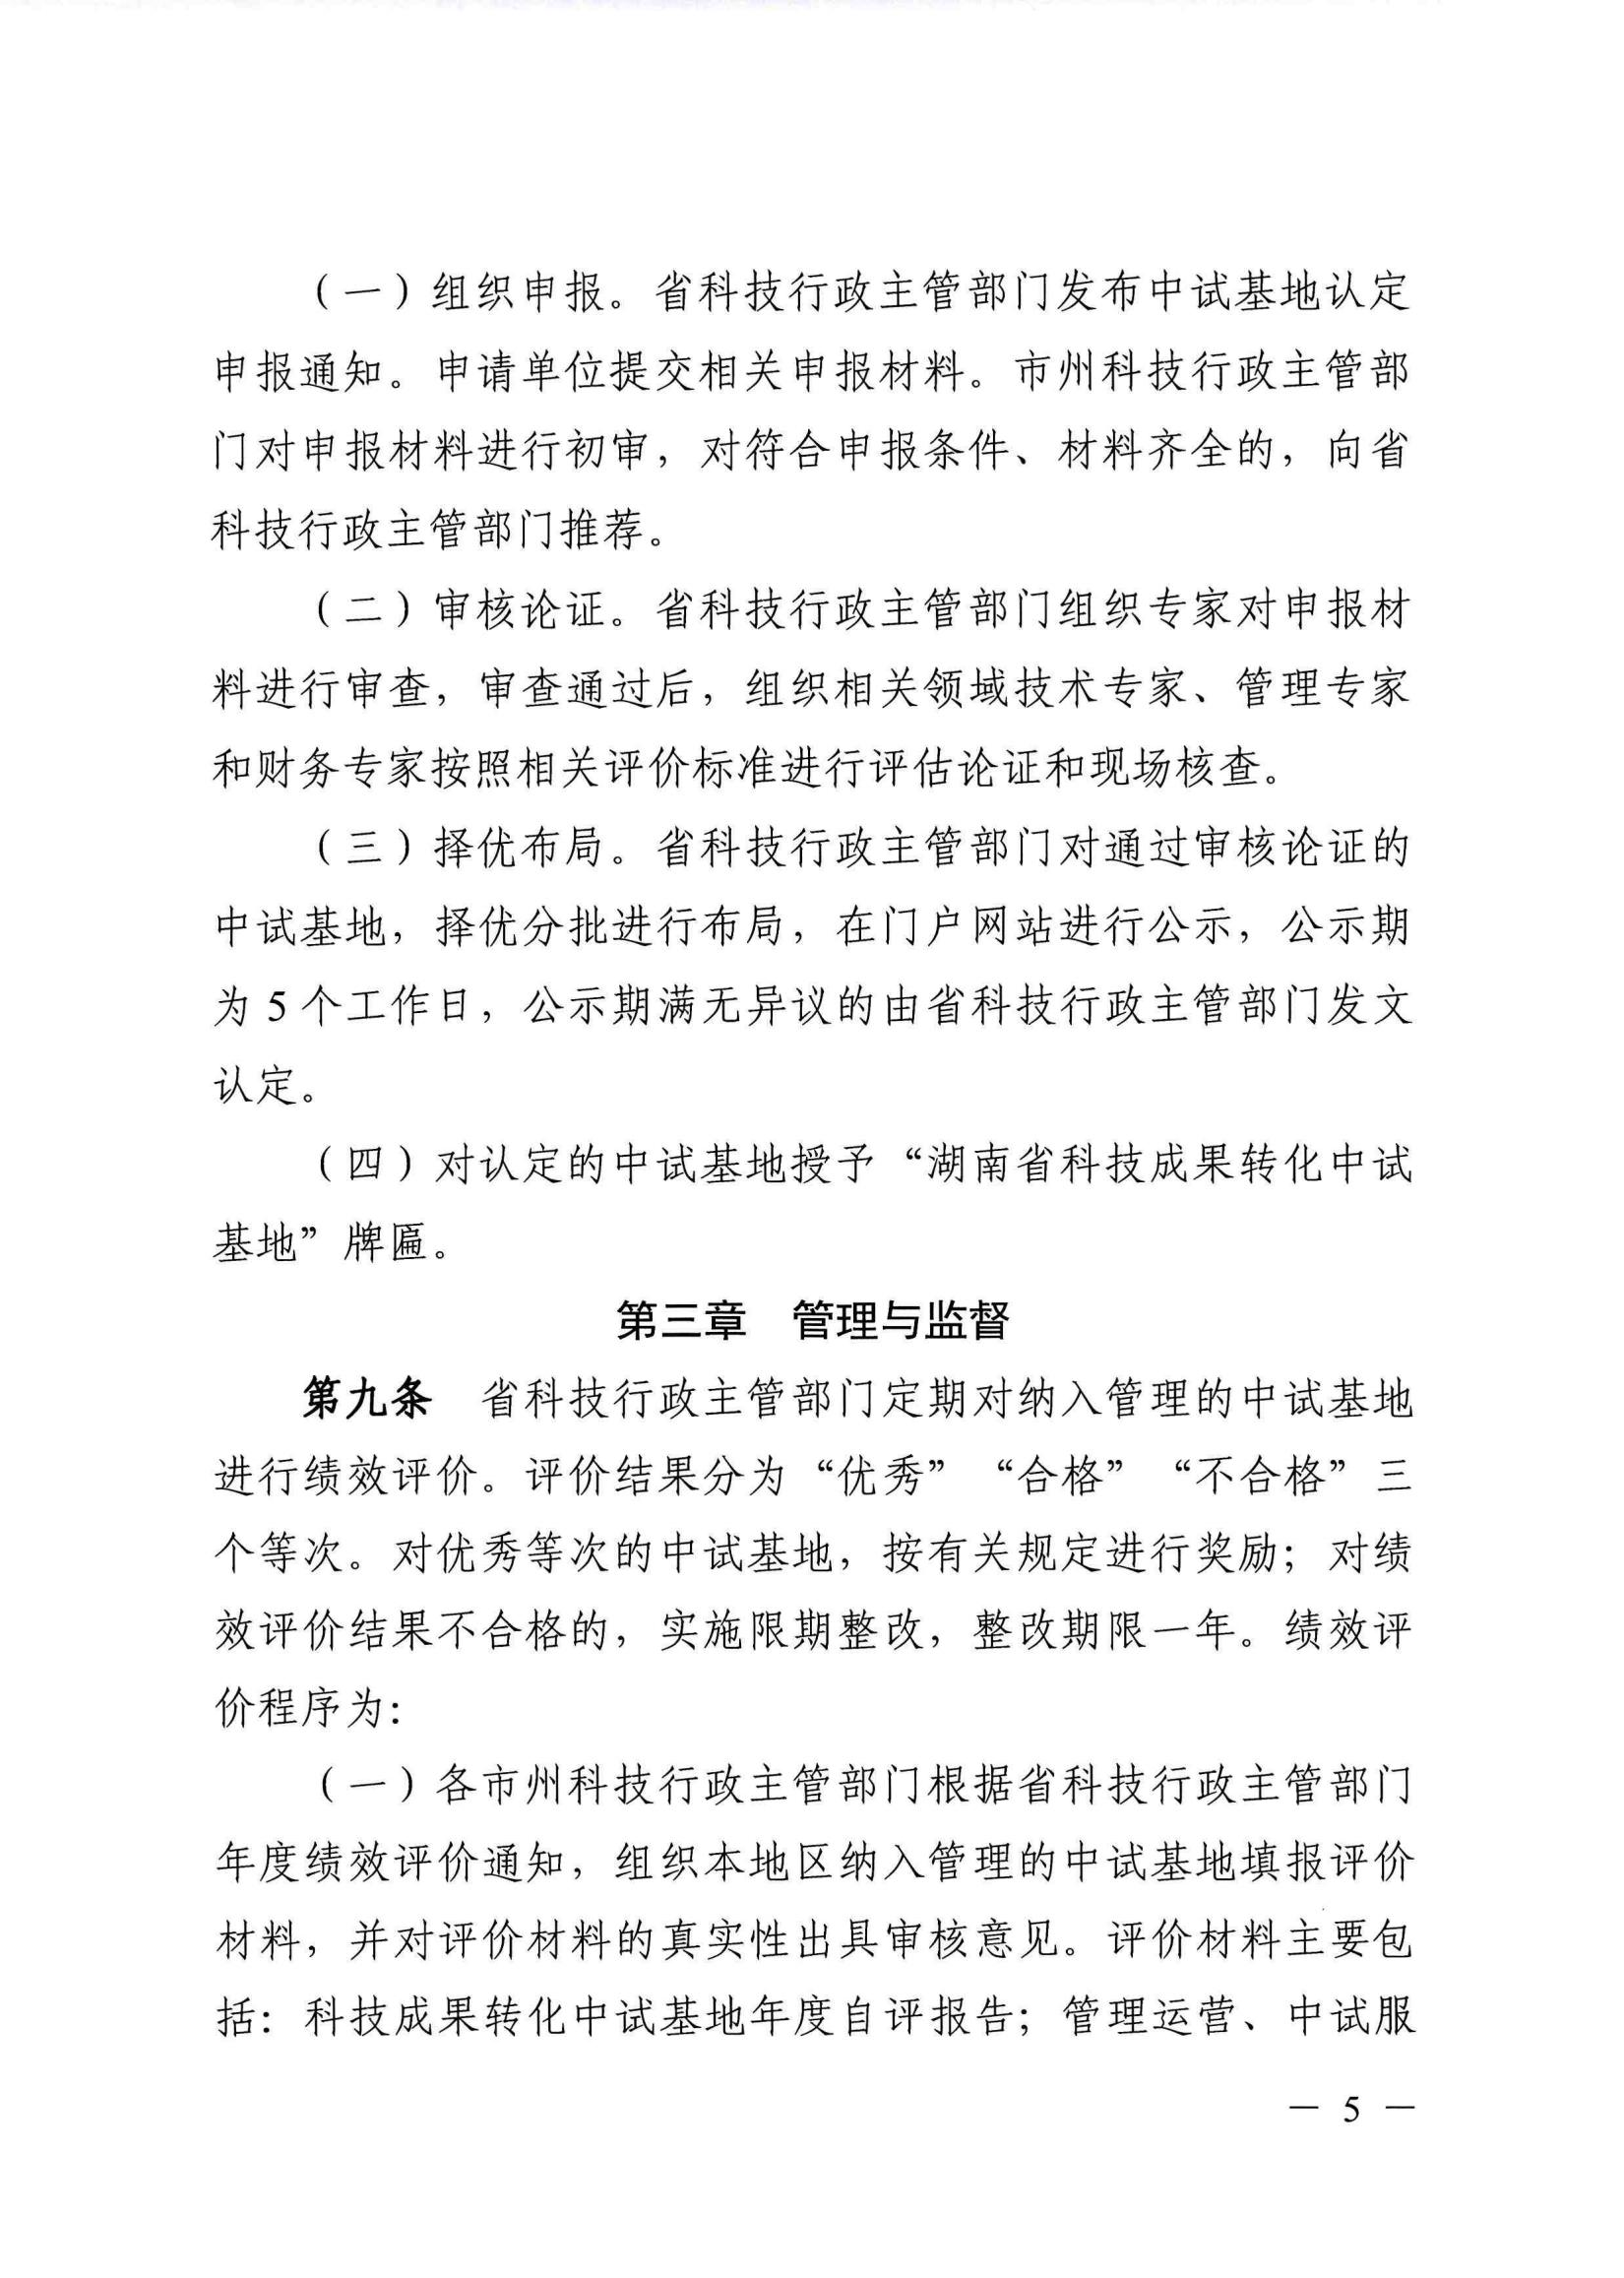 （一）组织申报。省科技行政主管部门发布中试基地认定
申报通知。申请单位提交相关申报材料。市州科技行政主管部
门对申报材料进行初审，对符合申报条件、材料齐全的，向省
科技行政主管部门推荐。
（二）审核论证。省科技行政主管部门组织专家对申报材
料进行审查，审查通过后，组织相关领域技术专家、管理专家
和财务专家按照相关评价标准进行评估论证和现场核查。
（三）择优布局。省科技行政主管部门对通过审核论证的
中试基地，择优分批进行布局，在门户网站进行公示，公示期
为 5 个工作日，公示期满无异议的由省科技行政主管部门发文
认定。
（四）对认定的中试基地授予“湖南省科技成果转化中试
基地”牌匾。
第三章　管理与监督
第九条　省科技行政主管部门定期对纳入管理的中试基地
进行绩效评价。评价结果分为“优秀”“合格”“不合格”三
个等次。对优秀等次的中试基地，按有关规定进行奖励；对绩
效评价结果不合格的，实施限期整改，整改期限一年。绩效评
价程序为：
（一）各市州科技行政主管部门根据省科技行政主管部门
年度绩效评价通知，组织本地区纳入管理的中试基地填报评价
材料，并对评价材料的真实性出具审核意见。评价材料主要包
括：科技成果转化中试基地年度自评报告；管理运营、中试服
— 5 —